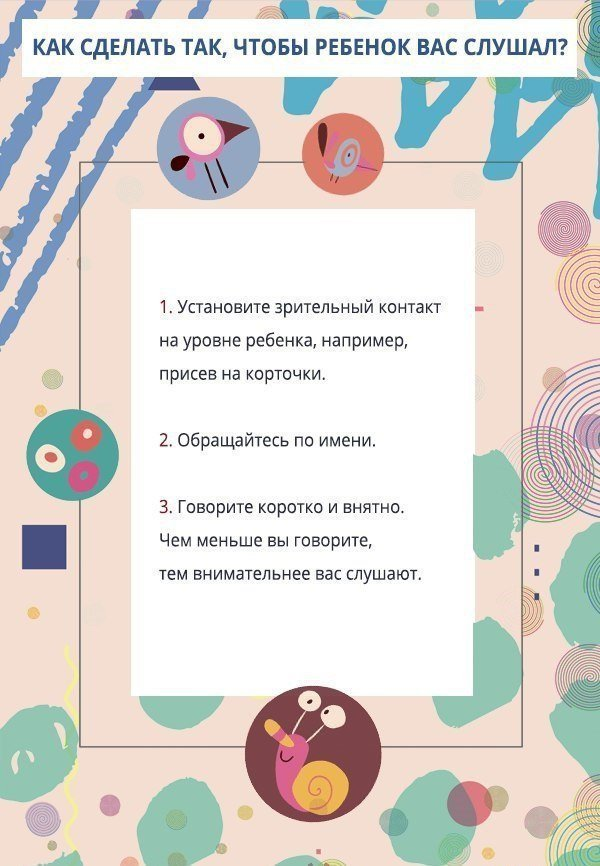 КАК СДЕЛАТЬ ТАК, ЧТОБЫ РЕБЕНОК ВАС СЛУШАЛ?
1. Установите зрительный контакт
на уровне ребенка, например,
присев на корточки.
2. Обращайтесь по имени.
3. Говорите коротко и внятно.
Чем меньше вы говорите,
тем внимательнее вас слушают.